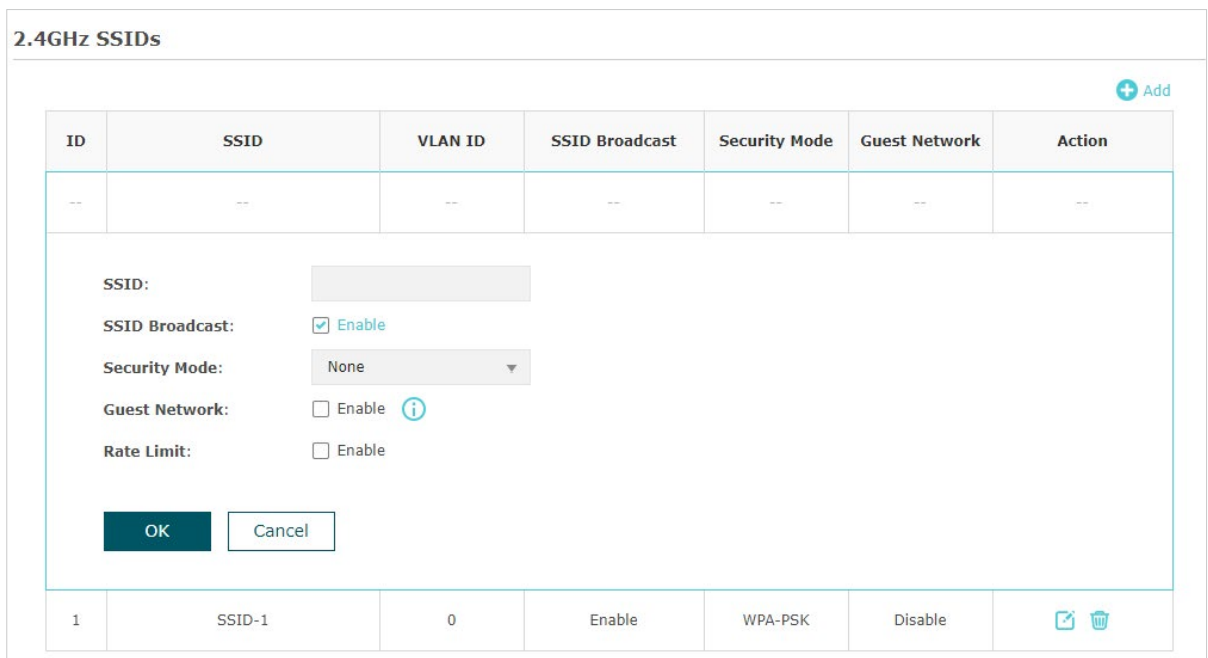 2.4GHz SSIDs
Add
ID SSID VLAN ID SSID Broadcast Security Mode Guest Network Action
-- -- -- -- -- -- --
SSID:
SSID Broadcast: Enable
Security Mode: None
Guest Network: Enable
Rate Limit: Enable
OK Cancel
1 SSID-1 0 Enable WPA-PSK Disable